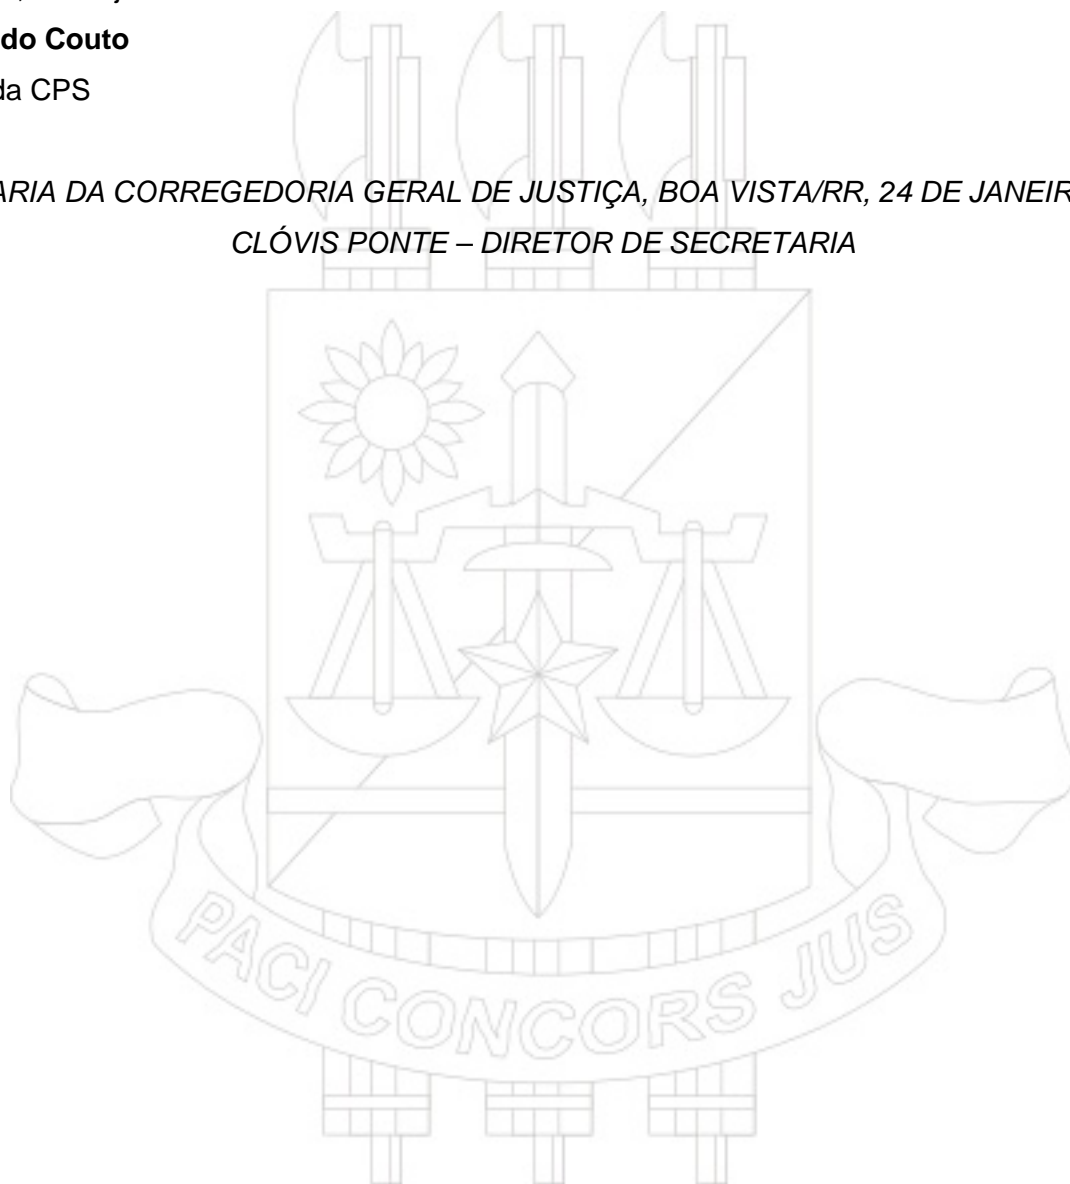 do Couto
da CPS
ARIA DA CORREGEDORIA GERAL DE JUSTIÇA, BOA VISTA/RR, 24 DE JANEIR
CLÓVIS PONTE – DIRETOR DE SECRETARIA
PACI CONCORS JUS